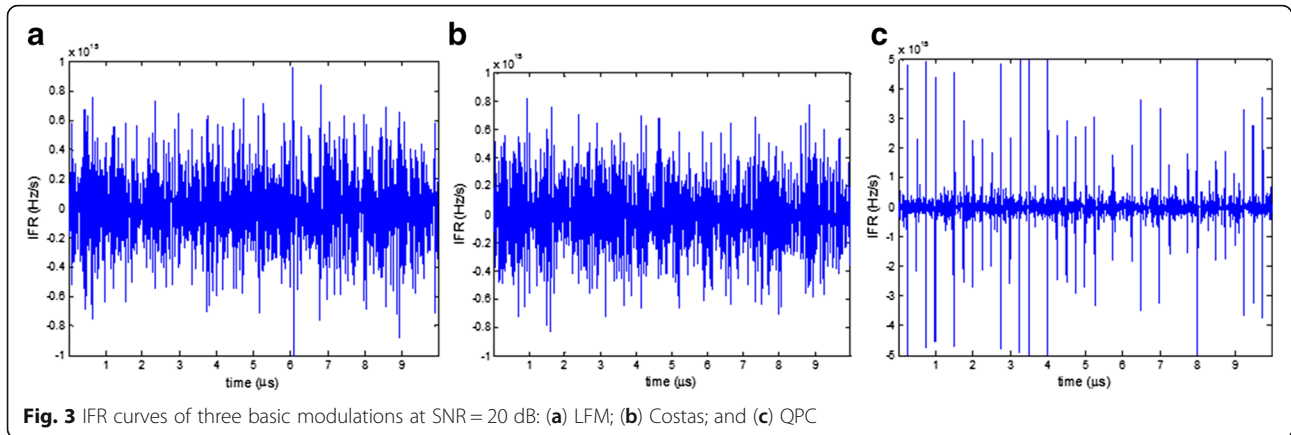 a
x 10^15
1
0.8
0.6
0.4
0.2
0
-0.2
-0.4
-0.6
-0.8
-1
IFR (Hz/s)
1 2 3 4 5 6 7 8 9
time (µs)
b
x 10^15
1
0.8
0.6
0.4
0.2
0
-0.2
-0.4
-0.6
-0.8
-1
IFR (Hz/s)
1 2 3 4 5 6 7 8 9
time (µs)
c
x 10^15
5
4
3
2
1
0
-1
-2
-3
-4
-5
IFR (Hz/s)
1 2 3 4 5 6 7 8 9
time (µs)
Fig. 3 IFR curves of three basic modulations at SNR = 20 dB: (a) LFM; (b) Costas; and (c) QPC